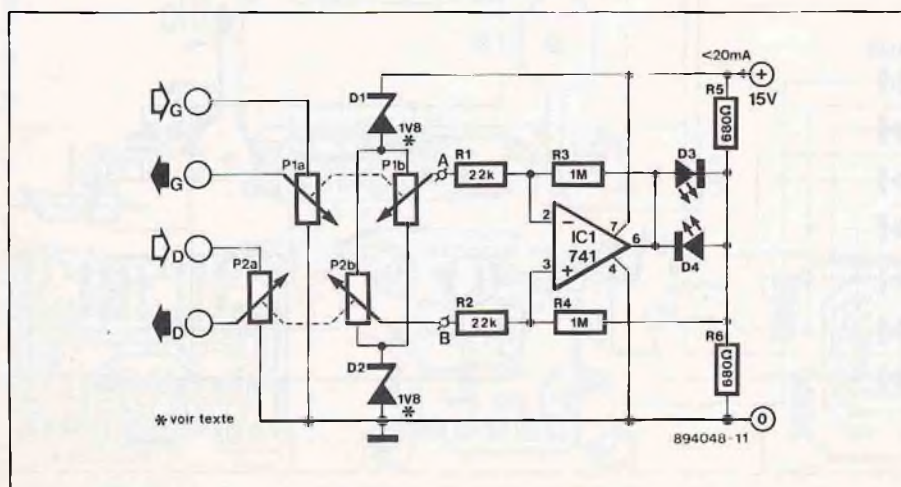 <20mA
+
15V
R5
680Ω
D1
1V8
*
G
P1a
P1b
A
R1
22k
R3
1M
D3
G
2
−
7
6
IC1
741
3
+
4
D4
D
P2a
P2b
R2
22k
R4
1M
B
R6
680Ω
D
D2
1V8
*
* voir texte
0
894048-11